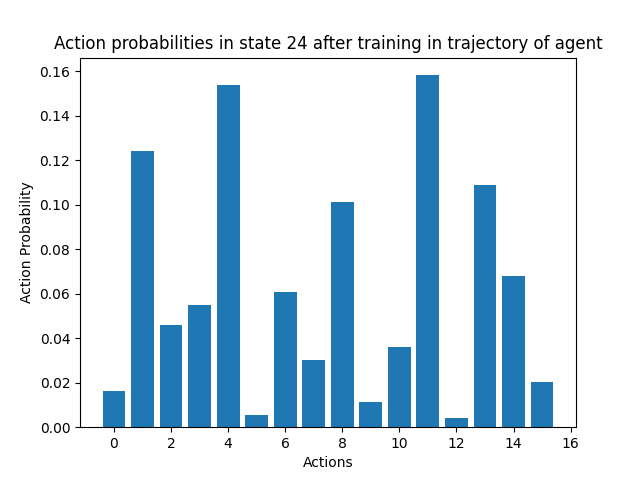 Action probabilities in state 24 after training in trajectory of agent
0.16
0.14
0.12
0.10
0.08
0.06
0.04
0.02
0.00
Action Probability
0 2 4 6 8 10 12 14 16
Actions